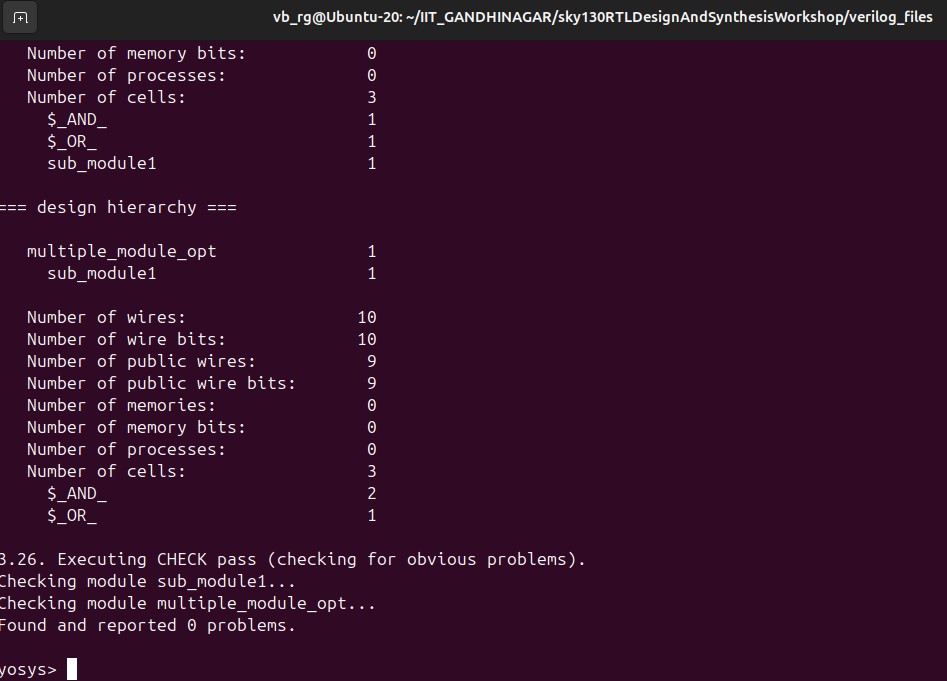 vb_rg@Ubuntu-20: ~/IIT_GANDHINAGAR/sky130RTLDesignAndSynthesisWorkshop/verilog_files
Number of memory bits: 0
Number of processes: 0
Number of cells: 3
$_AND_ 1
$_OR_ 1
sub_module1 1
=== design hierarchy ===
multiple_module_opt 1
sub_module1 1
Number of wires: 10
Number of wire bits: 10
Number of public wires: 9
Number of public wire bits: 9
Number of memories: 0
Number of memory bits: 0
Number of processes: 0
Number of cells: 3
$_AND_ 2
$_OR_ 1
3.26. Executing CHECK pass (checking for obvious problems).
Checking module sub_module1...
Checking module multiple_module_opt...
Found and reported 0 problems.
yosys>